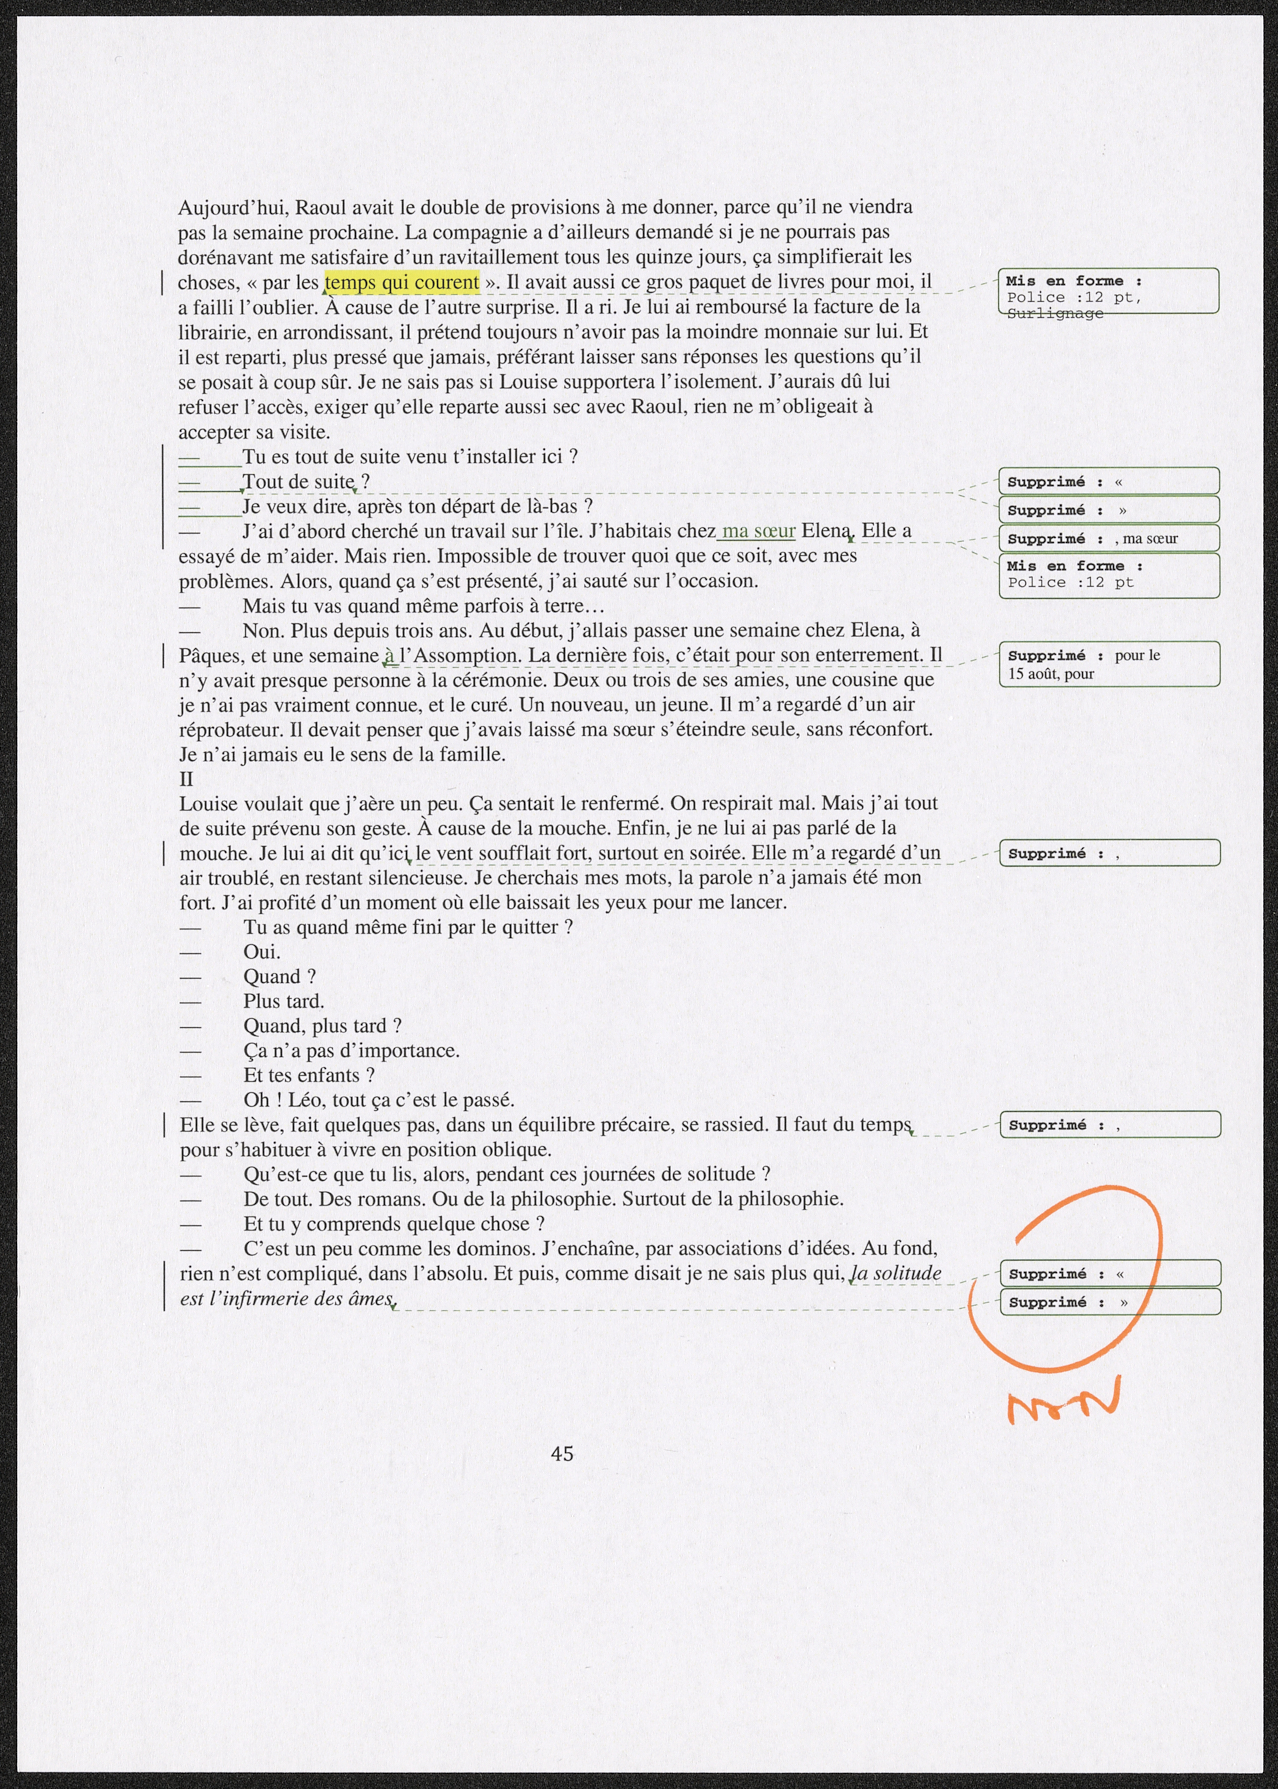 Aujourd’hui, Raoul avait le double de provisions à me donner, parce qu’il ne viendra
pas la semaine prochaine. La compagnie a d’ailleurs demandé si je ne pourrais pas
dorénavant me satisfaire d’un ravitaillement tous les quinze jours, ça simplifierait les
choses, « par les temps qui courent ». Il avait aussi ce gros paquet de livres pour moi, il
Mis en forme :
Police :12 pt,
Surlignage
a failli l’oublier. À cause de l’autre surprise. Il a ri. Je lui ai remboursé la facture de la
librairie, en arrondissant, il prétend toujours n’avoir pas la moindre monnaie sur lui. Et
il est reparti, plus pressé que jamais, préférant laisser sans réponses les questions qu’il
se posait à coup sûr. Je ne sais pas si Louise supportera l’isolement. J’aurais dû lui
refuser l’accès, exiger qu’elle reparte aussi sec avec Raoul, rien ne m’obligeait à
accepter sa visite.
— Tu es tout de suite venu t’installer ici ?
— Tout de suite ?
Supprimé : «
— Je veux dire, après ton départ de là-bas ?
Supprimé : »
— J’ai d’abord cherché un travail sur l’île. J’habitais chez ma sœur Elena. Elle a
Supprimé : , ma sœur
essayé de m’aider. Mais rien. Impossible de trouver quoi que ce soit, avec mes
Mis en forme :
Police :12 pt
problèmes. Alors, quand ça s’est présenté, j’ai sauté sur l’occasion.
— Mais tu vas quand même parfois à terre…
— Non. Plus depuis trois ans. Au début, j’allais passer une semaine chez Elena, à
Pâques, et une semaine à l’Assomption. La dernière fois, c’était pour son enterrement. Il
Supprimé : pour le
15 août, pour
n’y avait presque personne à la cérémonie. Deux ou trois de ses amies, une cousine que
je n’ai pas vraiment connue, et le curé. Un nouveau, un jeune. Il m’a regardé d’un air
réprobateur. Il devait penser que j’avais laissé ma sœur s’éteindre seule, sans réconfort.
Je n’ai jamais eu le sens de la famille.
II
Louise voulait que j’aère un peu. Ça sentait le renfermé. On respirait mal. Mais j’ai tout
de suite prévenu son geste. À cause de la mouche. Enfin, je ne lui ai pas parlé de la
mouche. Je lui ai dit qu’ici le vent soufflait fort, surtout en soirée. Elle m’a regardé d’un
Supprimé : ,
air troublé, en restant silencieuse. Je cherchais mes mots, la parole n’a jamais été mon
fort. J’ai profité d’un moment où elle baissait les yeux pour me lancer.
— Tu as quand même fini par le quitter ?
— Oui.
— Quand ?
— Plus tard.
— Quand, plus tard ?
— Ça n’a pas d’importance.
— Et tes enfants ?
— Oh ! Léo, tout ça c’est le passé.
Elle se lève, fait quelques pas, dans un équilibre précaire, se rassied. Il faut du temps
Supprimé : ,
pour s’habituer à vivre en position oblique.
— Qu’est-ce que tu lis, alors, pendant ces journées de solitude ?
— De tout. Des romans. Ou de la philosophie. Surtout de la philosophie.
— Et tu y comprends quelque chose ?
— C’est un peu comme les dominos. J’enchaîne, par associations d’idées. Au fond,
rien n’est compliqué, dans l’absolu. Et puis, comme disait je ne sais plus qui, la solitude
Supprimé : «
est l’infirmerie des âmes.
Supprimé : »
NON
45